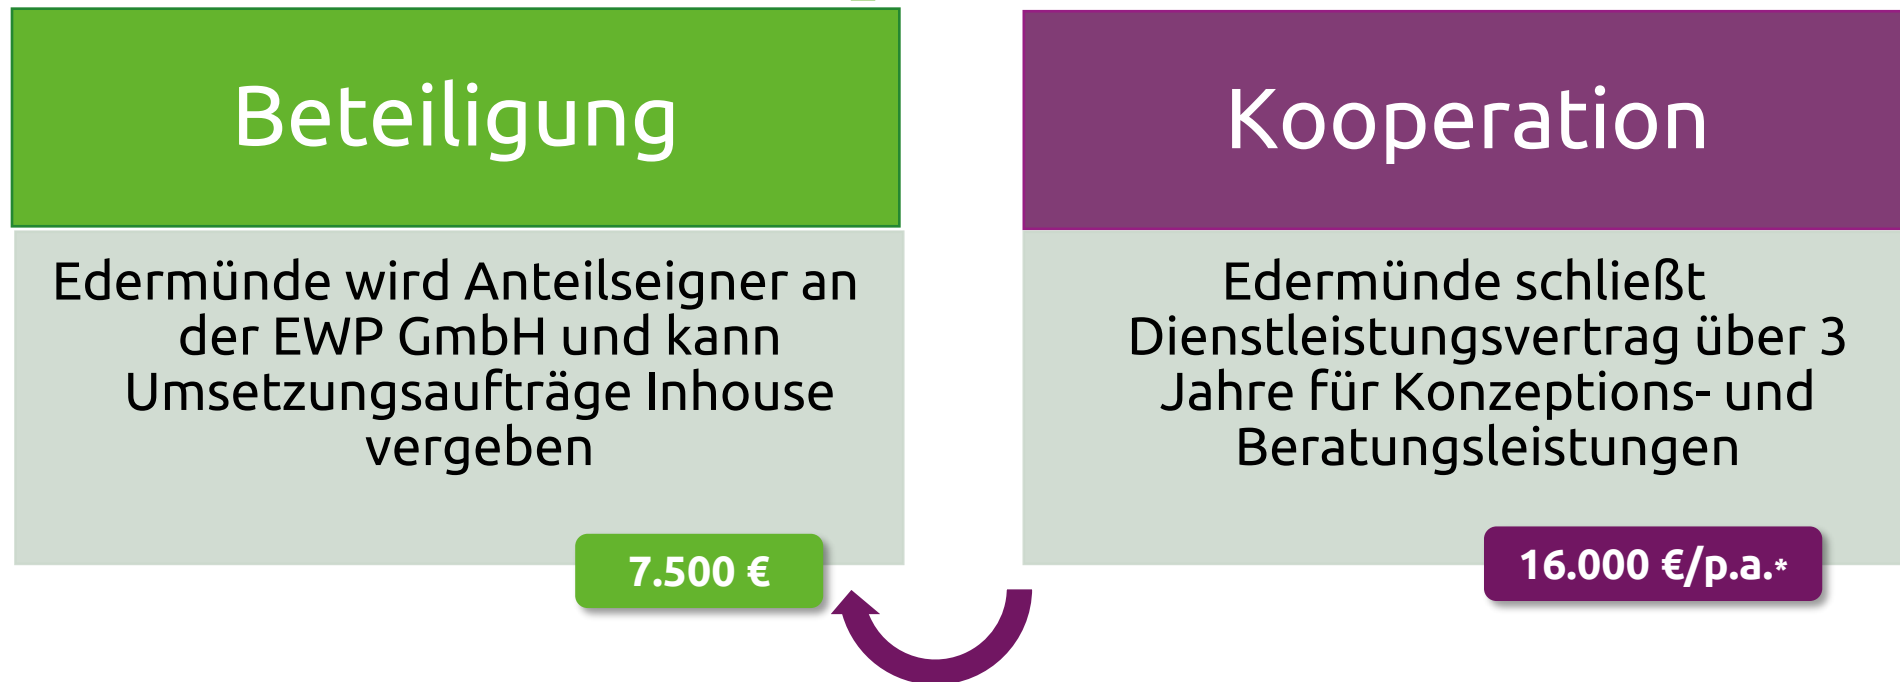 Beteiligung
Edermünde wird Anteilseigner an
der EWP GmbH und kann
Umsetzungsaufträge Inhouse
vergeben
7.500 €
Kooperation
Edermünde schließt
Dienstleistungsvertrag über 3
Jahre für Konzeptions- und
Beratungsleistungen
16.000 €/p.a.*